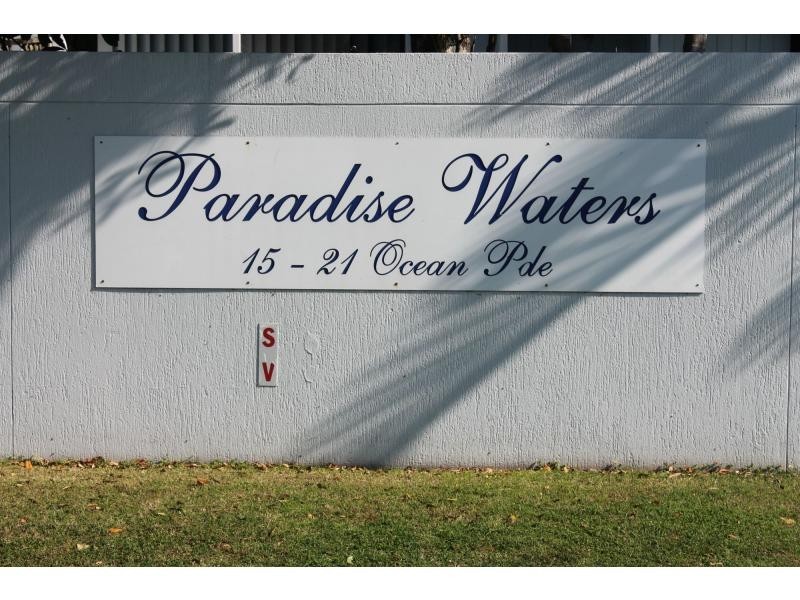 Paradise Waters
15 - 21 Ocean Pde
S
V